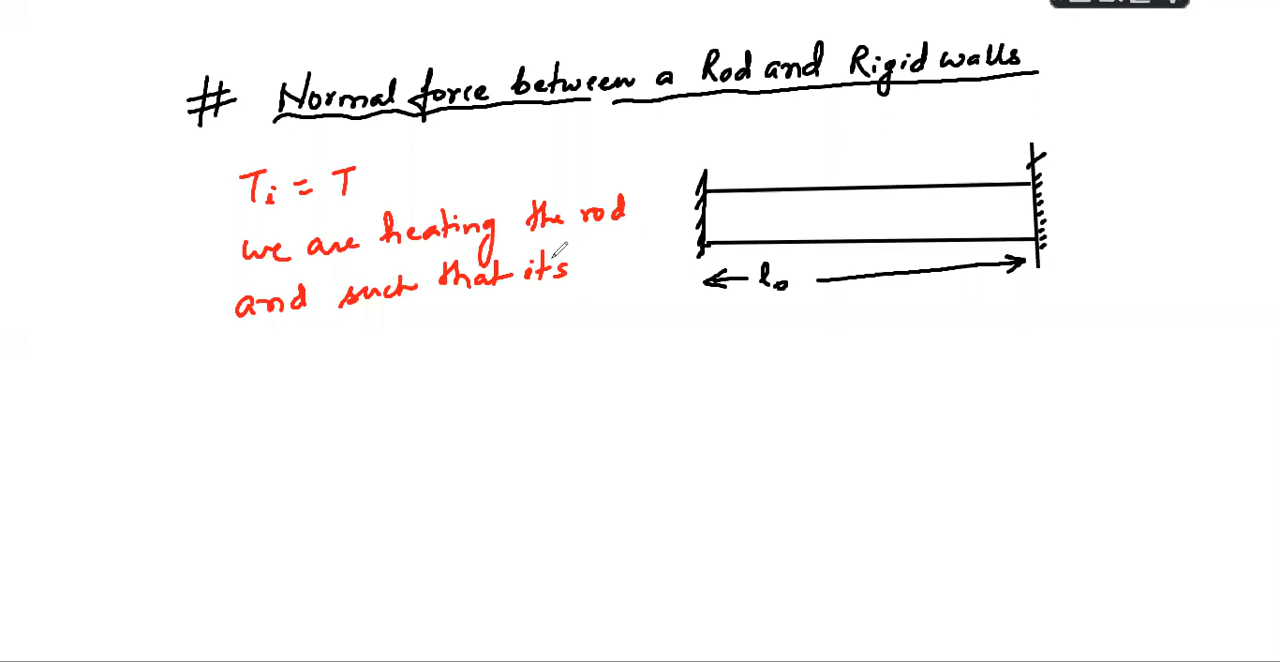 # Normal force between a Rod and Rigid walls
Ti = T
we are heating the rod
and such that its
l₀